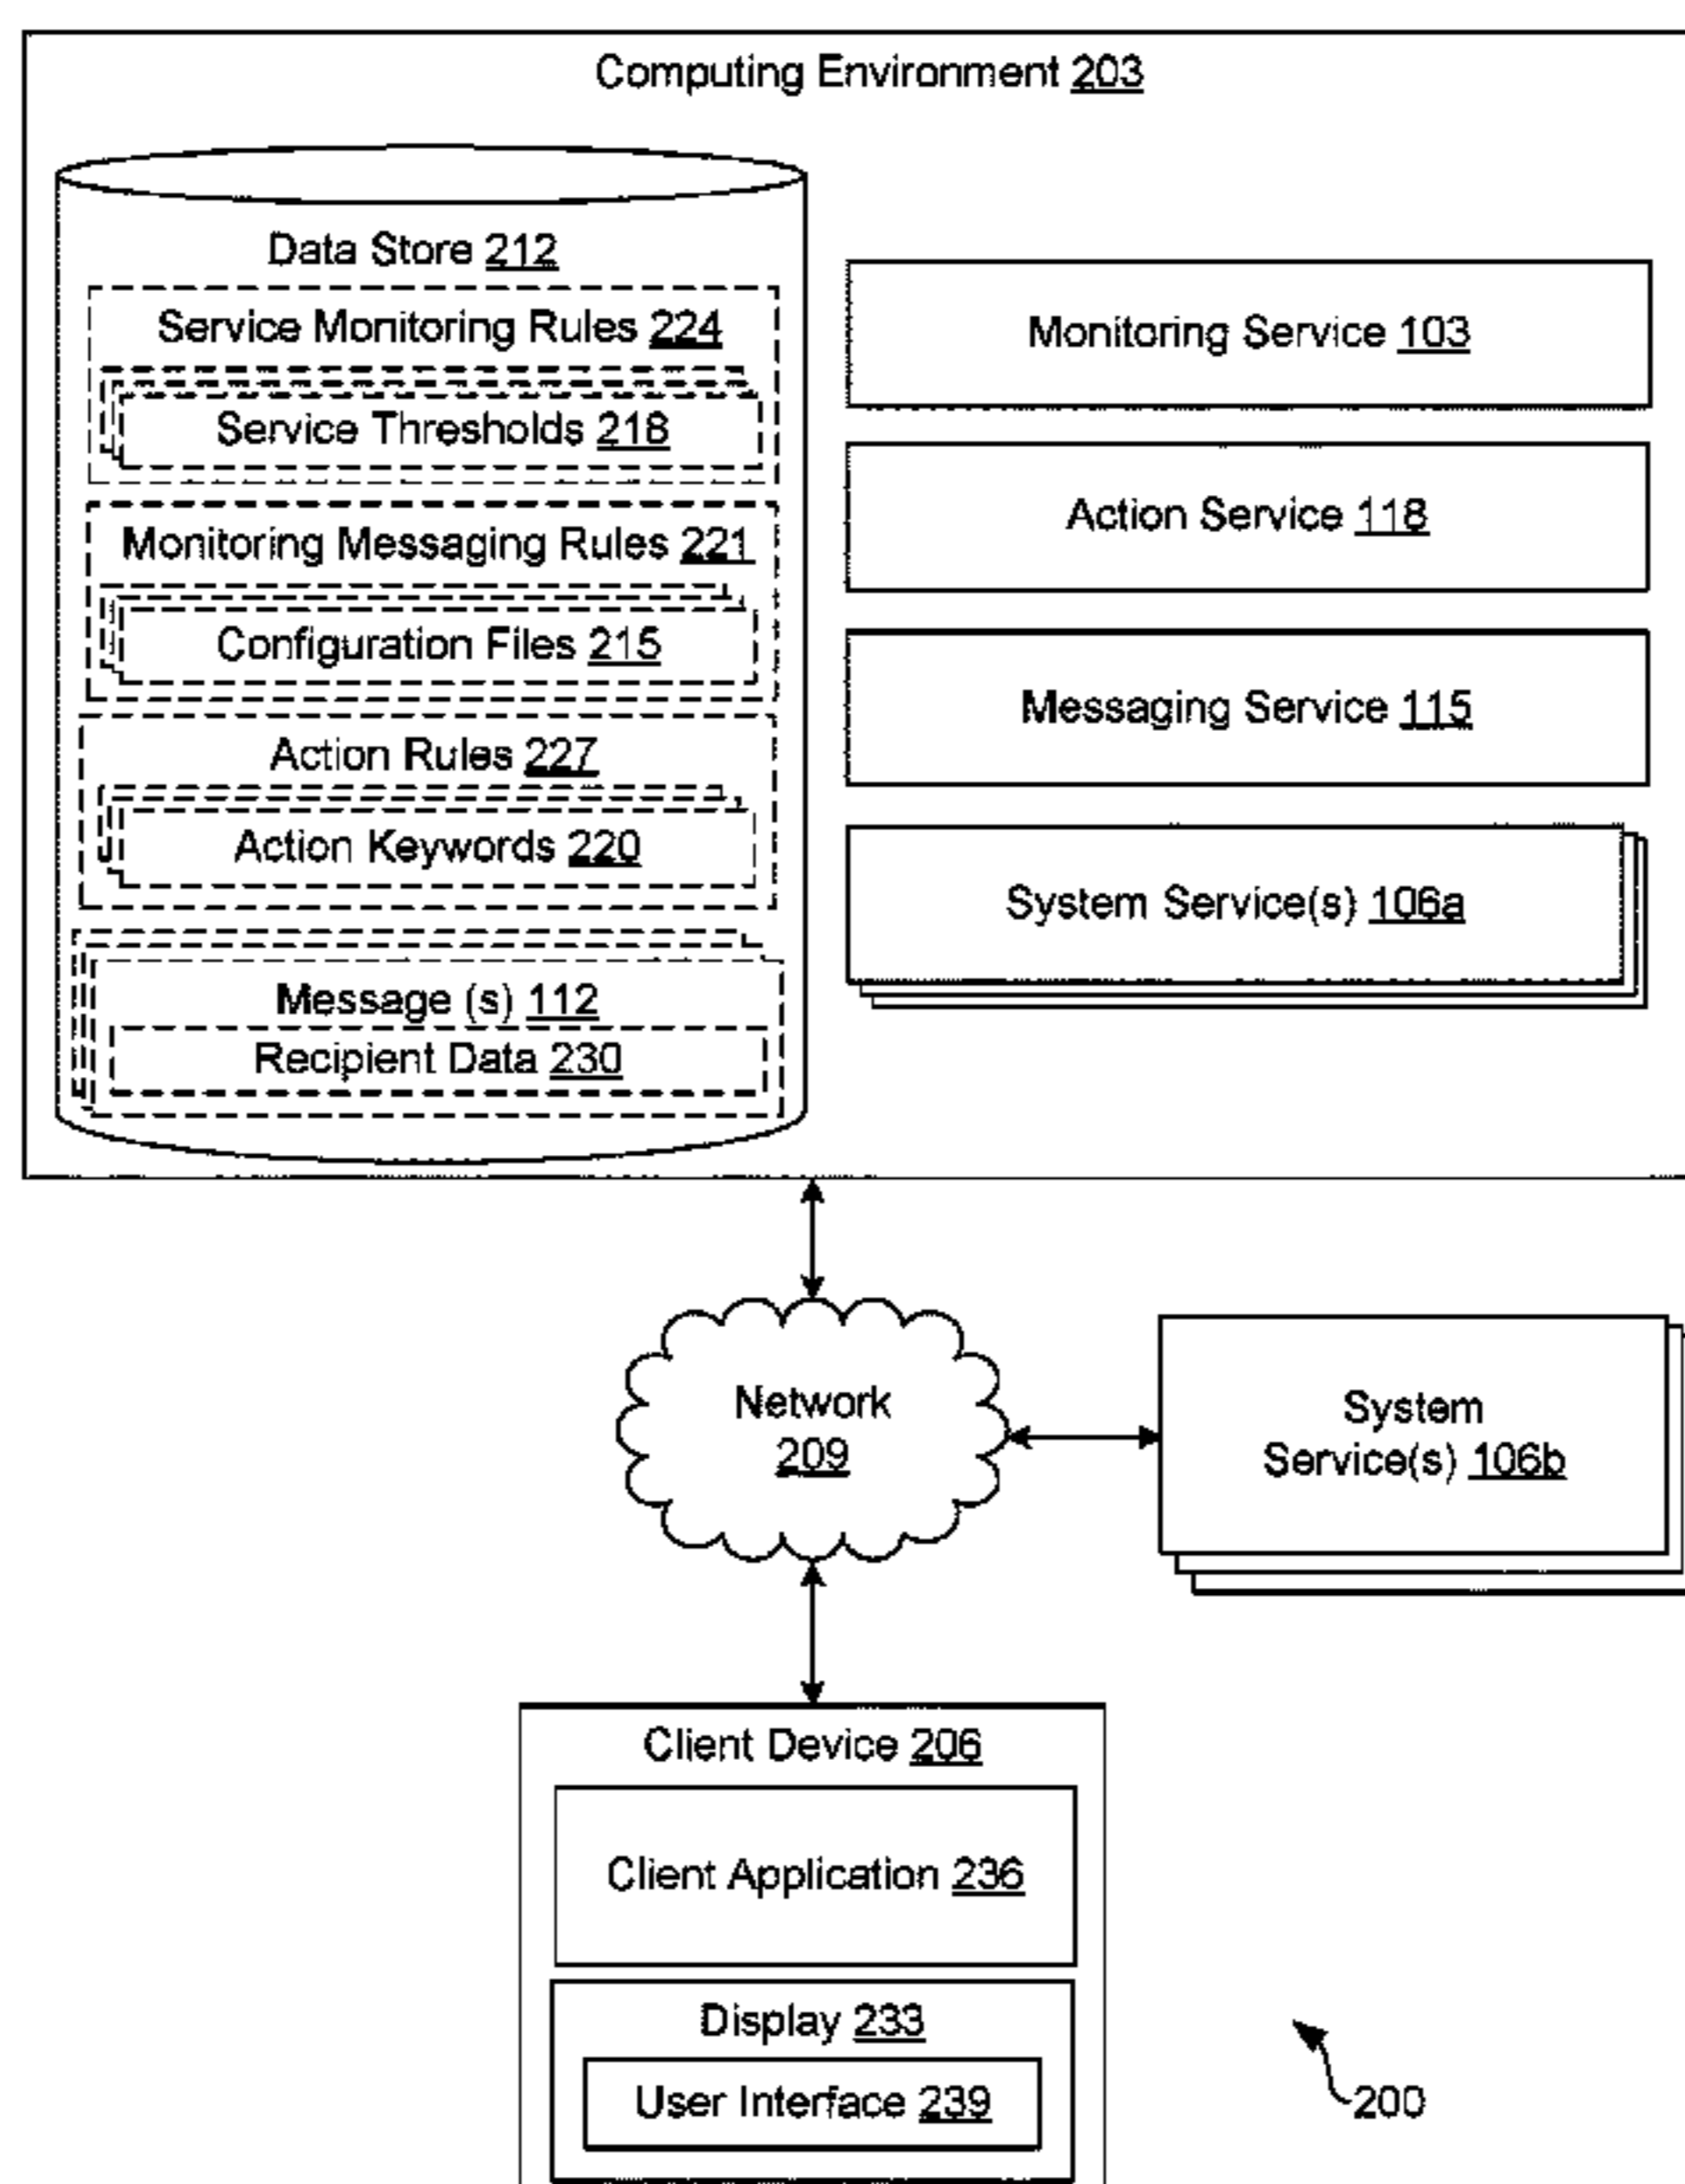 Computing Environment 203
Data Store 212
Service Monitoring Rules 224
Service Thresholds 218
Monitoring Messaging Rules 221
Configuration Files 215
Action Rules 227
Action Keywords 220
Message (s) 112
Recipient Data 230
Monitoring Service 103
Action Service 118
Messaging Service 115
System Service(s) 106a
Network
209
System
Service(s) 106b
Client Device 206
Client Application 236
Display 233
User Interface 239
200